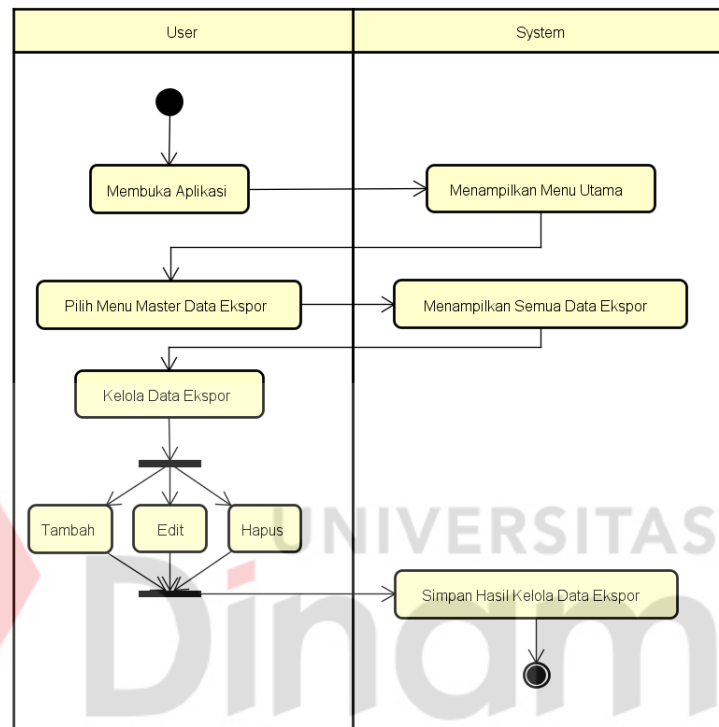 User
System
Membuka Aplikasi
Menampilkan Menu Utama
Pilih Menu Master Data Ekspor
Menampilkan Semua Data Ekspor
Kelola Data Ekspor
Tambah
Edit
Hapus
UNIVERSITAS
Dinam
Simpan Hasil Kelola Data Ekspor